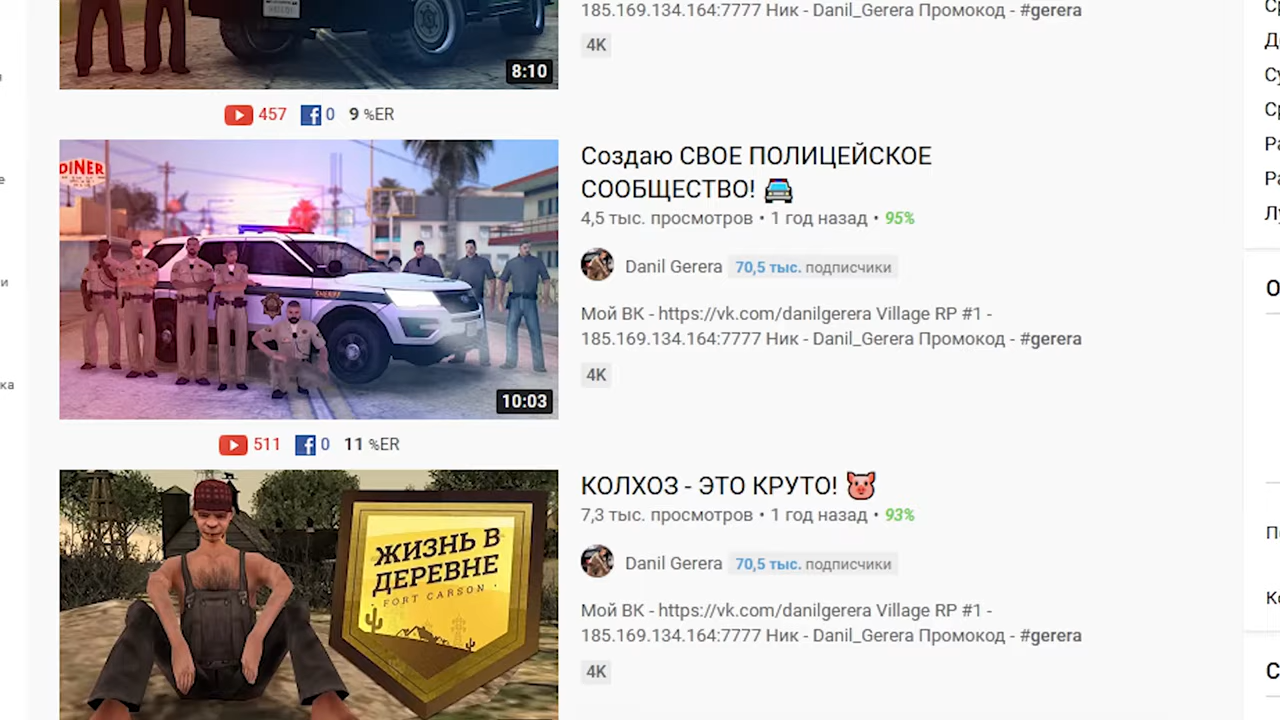 185.169.134.164:7777 Ник - Danil_Gerera Промокод - #gerera
4K
8:10
457 0 9 %ER
DINER
SHERIFF
10:03
Создаю СВОЕ ПОЛИЦЕЙСКОЕ
СООБЩЕСТВО! 🚔
4,5 тыс. просмотров • 1 год назад • 95%
Danil Gerera 70,5 тыс. подписчики
Мой ВК - https://vk.com/danilgerera Village RP #1 -
185.169.134.164:7777 Ник - Danil_Gerera Промокод - #gerera
4K
511 0 11 %ER
ЖИЗНЬ В
ДЕРЕВНЕ
FORT CARSON
КОЛХОЗ - ЭТО КРУТО! 🐷
7,3 тыс. просмотров • 1 год назад • 93%
Danil Gerera 70,5 тыс. подписчики
Мой ВК - https://vk.com/danilgerera Village RP #1 -
185.169.134.164:7777 Ник - Danil_Gerera Промокод - #gerera
4K